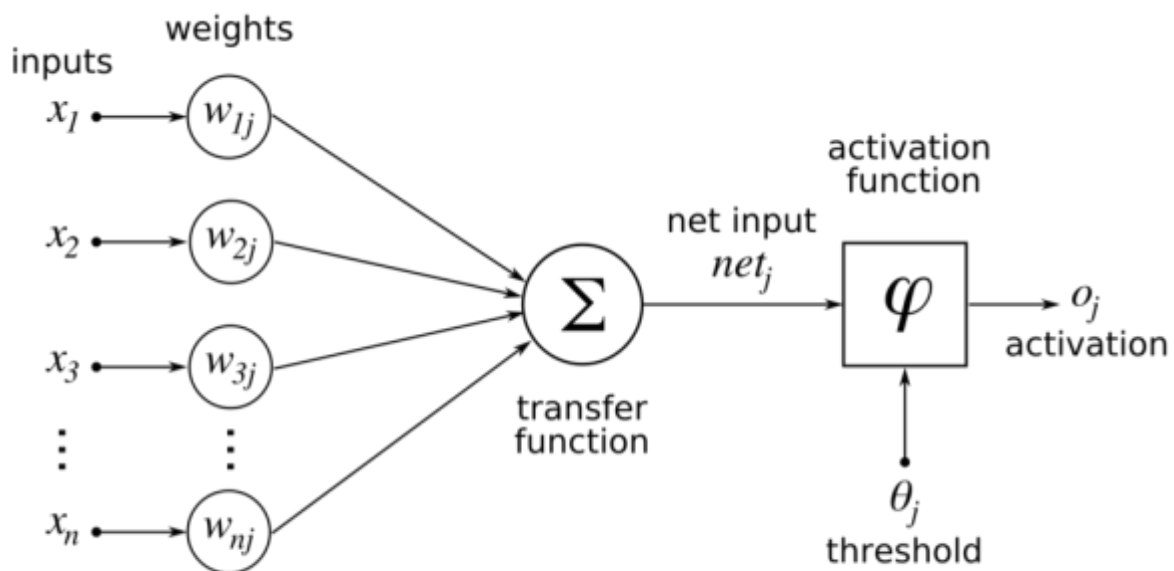 weights
inputs
x₁
w₁ⱼ
x₂
w₂ⱼ
x₃
w₃ⱼ
⋮
⋮
xₙ
wₙⱼ
Σ
transfer
function
net input
netⱼ
activation
function
φ
oⱼ
activation
θⱼ
threshold